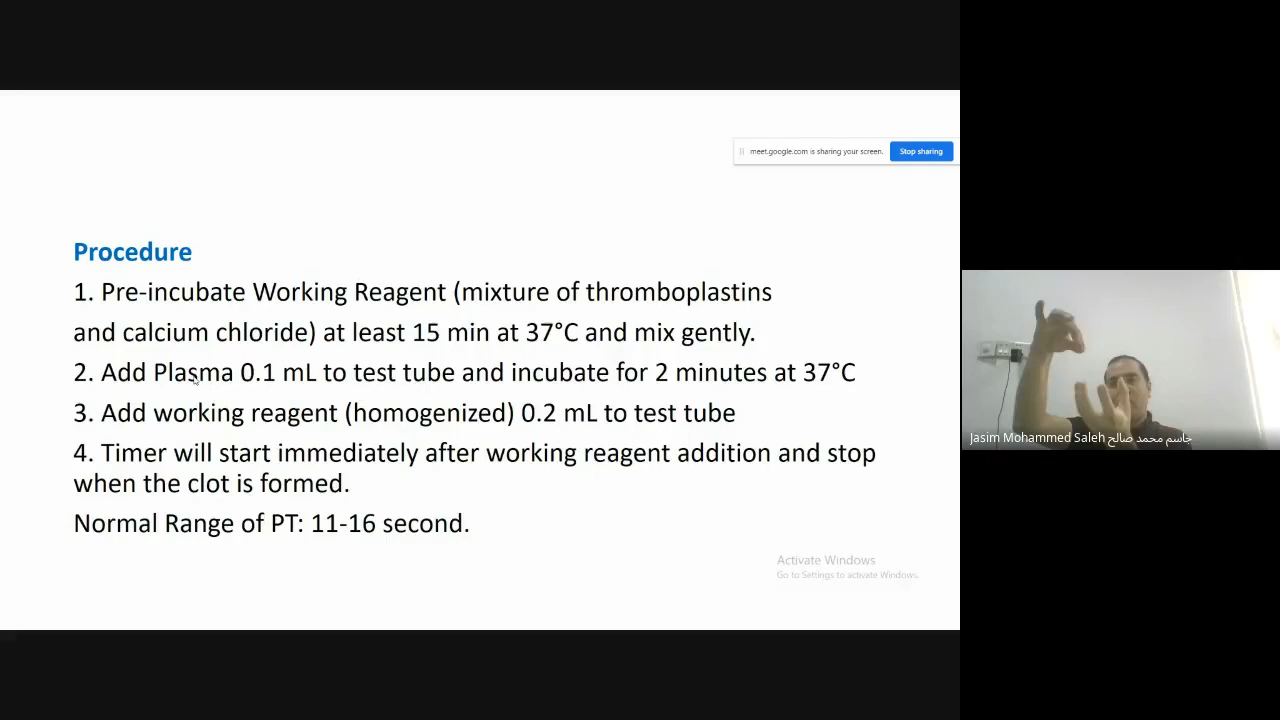 meet.google.com is sharing your screen.
Stop sharing
Procedure
1. Pre-incubate Working Reagent (mixture of thromboplastins
and calcium chloride) at least 15 min at 37°C and mix gently.
2. Add Plasma 0.1 mL to test tube and incubate for 2 minutes at 37°C
3. Add working reagent (homogenized) 0.2 mL to test tube
4. Timer will start immediately after working reagent addition and stop
when the clot is formed.
Normal Range of PT: 11-16 second.
Activate Windows
Go to Settings to activate Windows.
Jasim Mohammed Saleh جاسم محمد صالح